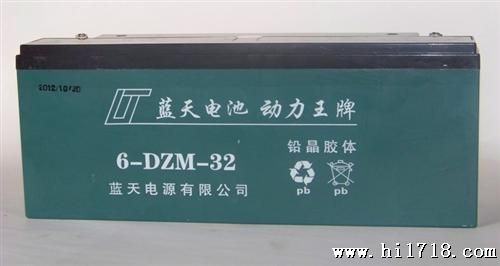 2012/10/20
LT 蓝天电池 动力王牌
6-DZM-32
铅晶胶体
蓝天电源有限公司
pb pb
www.hi1718.com